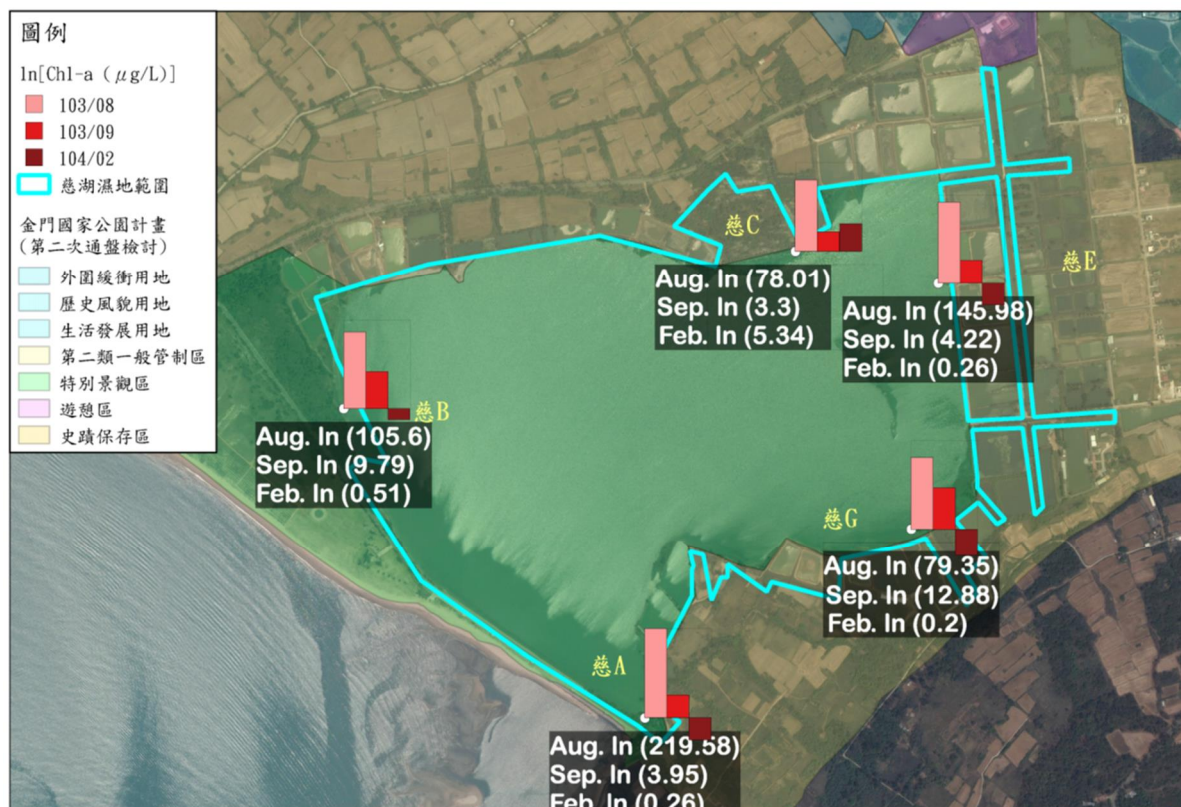 圖例
ln[Chl-a (μg/L)]
103/08
103/09
104/02
慈湖濕地範圍
金門國家公園計畫
(第二次通盤檢討)
外圍緩衝用地
歷史風貌用地
生活發展用地
第二類一般管制區
特別景觀區
遊憩區
史蹟保存區
慈C
Aug. ln (78.01)
Sep. ln (3.3)
Feb. ln (5.34)
慈E
Aug. ln (145.98)
Sep. ln (4.22)
Feb. ln (0.26)
慈B
Aug. ln (105.6)
Sep. ln (9.79)
Feb. ln (0.51)
慈G
Aug. ln (79.35)
Sep. ln (12.88)
Feb. ln (0.2)
慈A
Aug. ln (219.58)
Sep. ln (3.95)
Feb. ln (0.26)